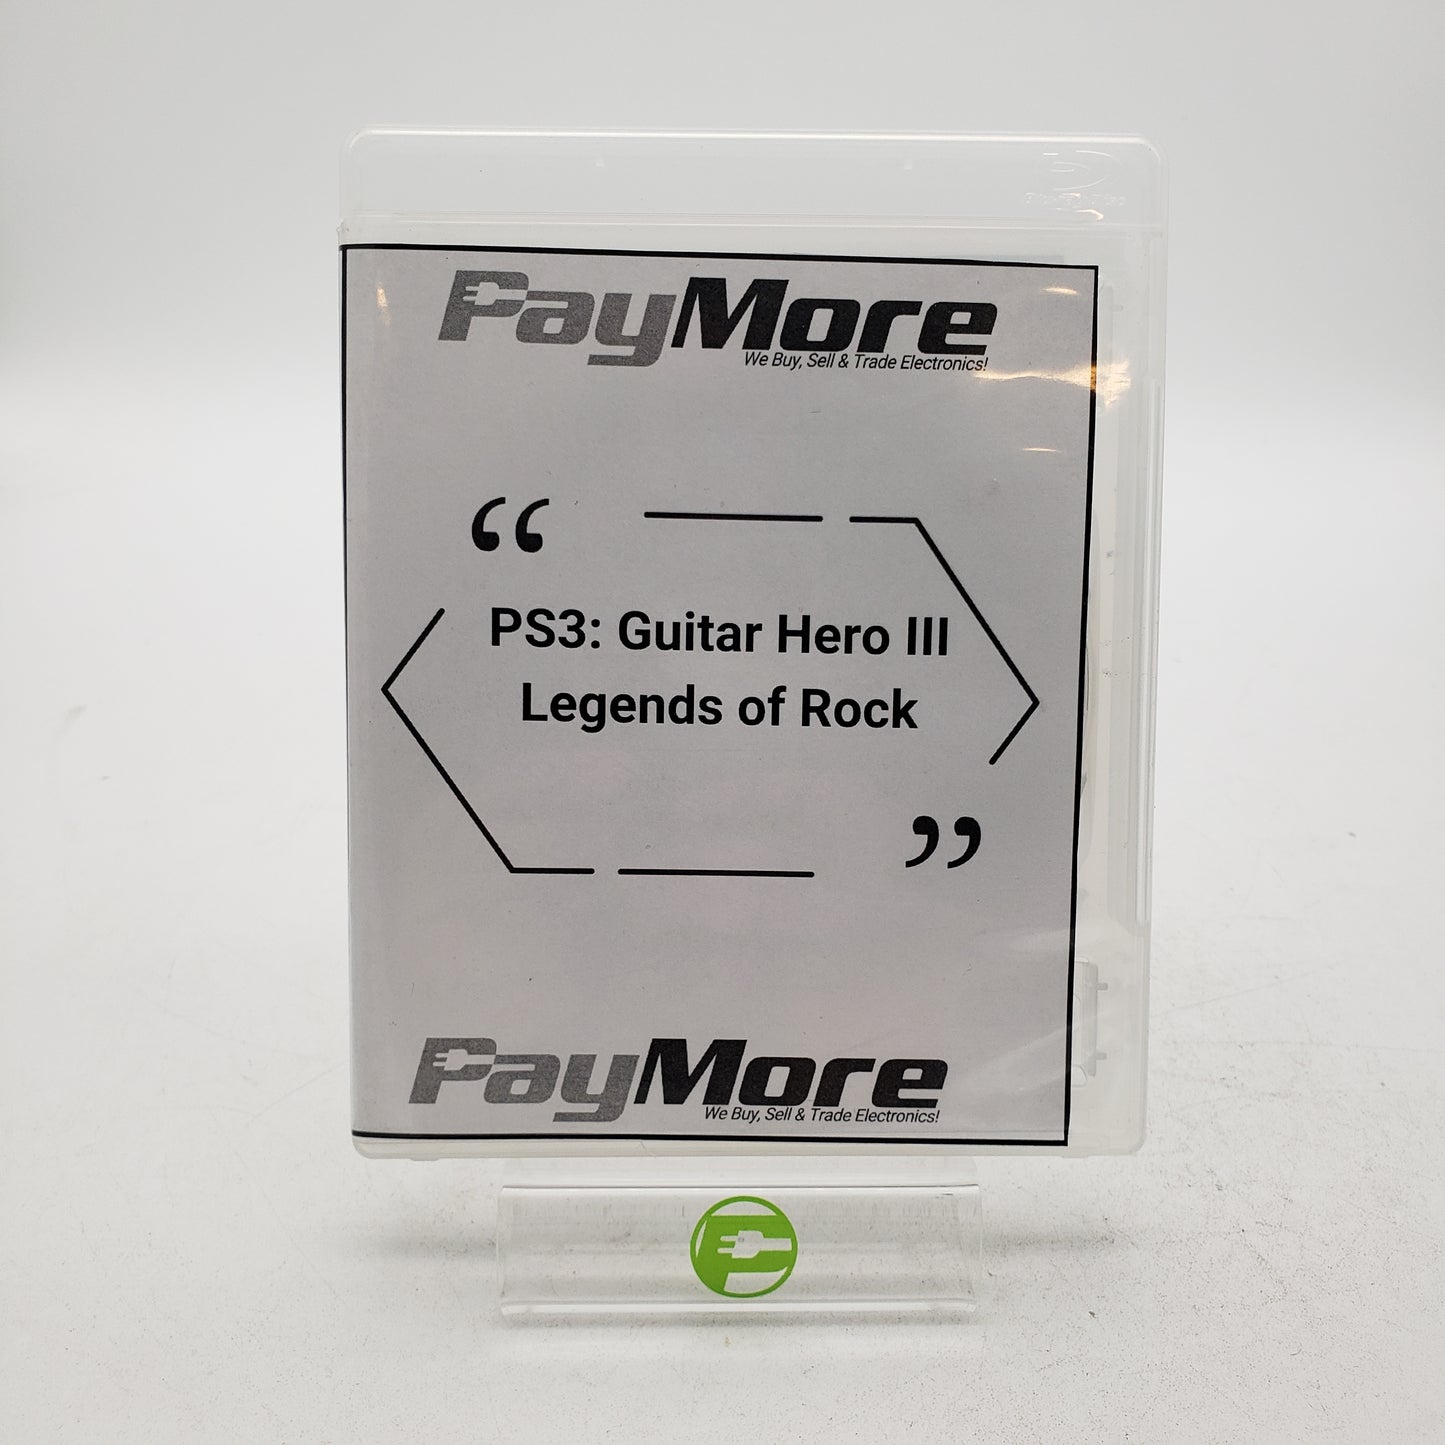 PayMore
We Buy, Sell & Trade Electronics!
“
PS3: Guitar Hero III
Legends of Rock
”
PayMore
We Buy, Sell & Trade Electronics!